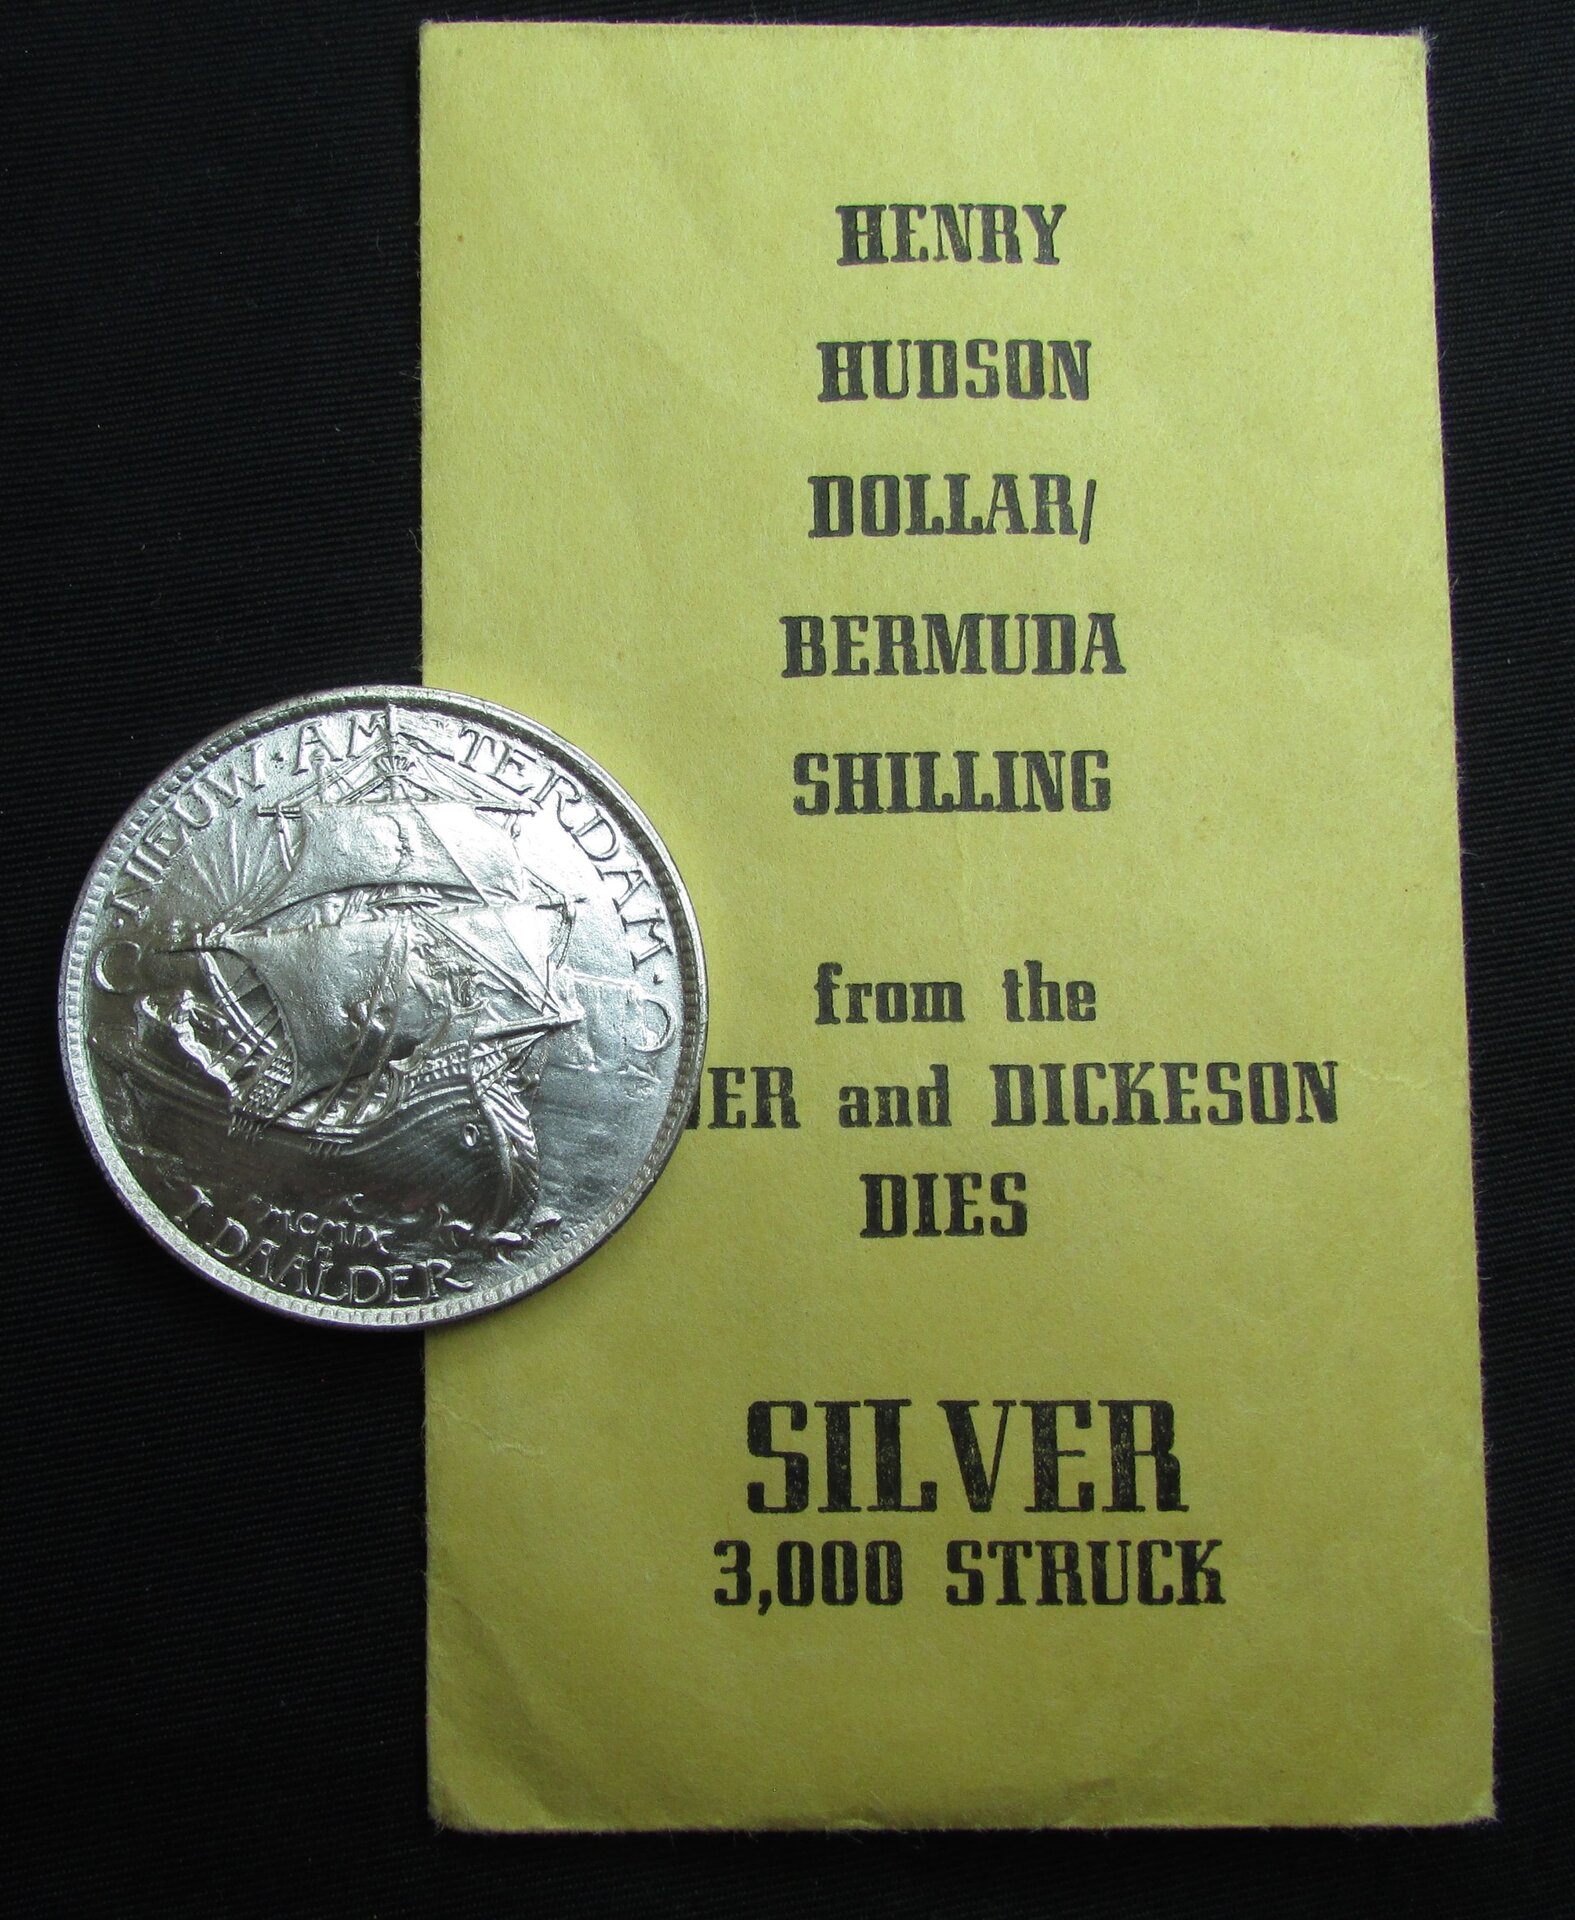 HENRY
HUDSON
DOLLAR/
BERMUDA
SHILLING
from the
and DICKESON
DIES
SILVER
3,000 STRUCK
·NIEUW·AMSTERDAM·
MCMIX
1 DAALDER